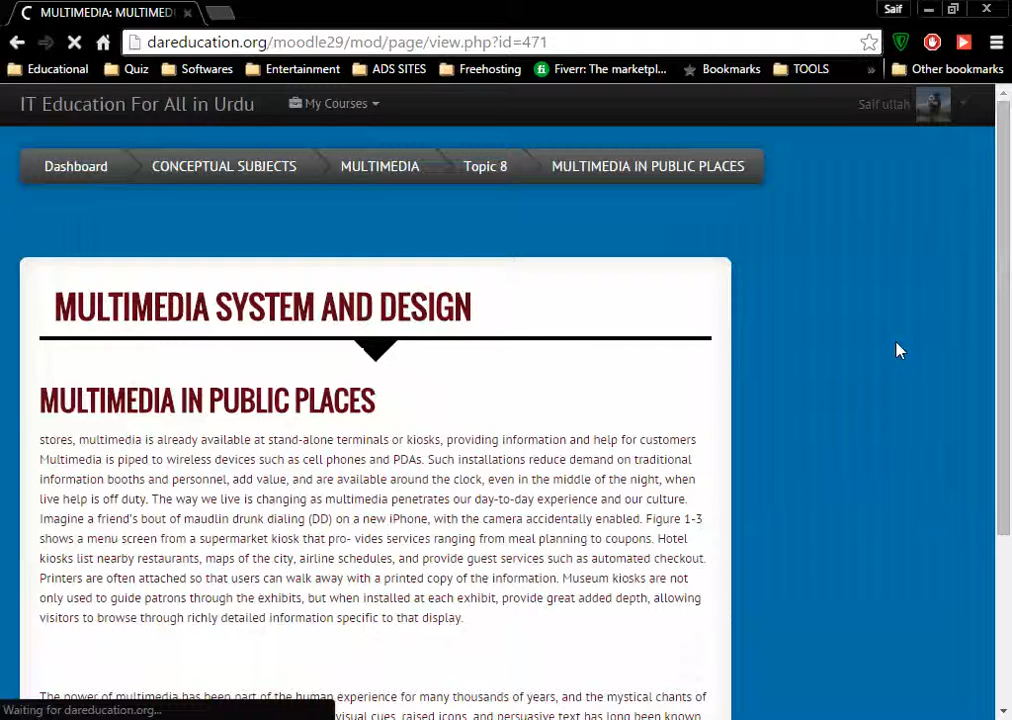 MULTIMEDIA: MULTIMED
Saif
dareducation.org/moodle29/mod/page/view.php?id=471
Educational Quiz Softwares Entertainment ADS SITES Freehosting Fiverr: The marketpl... Bookmarks TOOLS » Other bookmarks
IT Education For All in Urdu My Courses Saif ullah
Dashboard CONCEPTUAL SUBJECTS MULTIMEDIA Topic 8 MULTIMEDIA IN PUBLIC PLACES
MULTIMEDIA SYSTEM AND DESIGN
MULTIMEDIA IN PUBLIC PLACES
stores, multimedia is already available at stand-alone terminals or kiosks, providing information and help for customers
Multimedia is piped to wireless devices such as cell phones and PDAs. Such installations reduce demand on traditional
information booths and personnel, add value, and are available around the clock, even in the middle of the night, when
live help is off duty. The way we live is changing as multimedia penetrates our day-to-day experience and our culture.
Imagine a friend's bout of maudlin drunk dialing (DD) on a new iPhone, with the camera accidentally enabled. Figure 1-3
shows a menu screen from a supermarket kiosk that pro- vides services ranging from meal planning to coupons. Hotel
kiosks list nearby restaurants, maps of the city, airline schedules, and provide guest services such as automated checkout.
Printers are often attached so that users can walk away with a printed copy of the information. Museum kiosks are not
only used to guide patrons through the exhibits, but when installed at each exhibit, provide great added depth, allowing
visitors to browse through richly detailed information specific to that display.
The power of multimedia has been part of the human experience for many thousands of years, and the mystical chants of
visual cues, raised icons, and persuasive text has long been known
Waiting for dareducation.org...